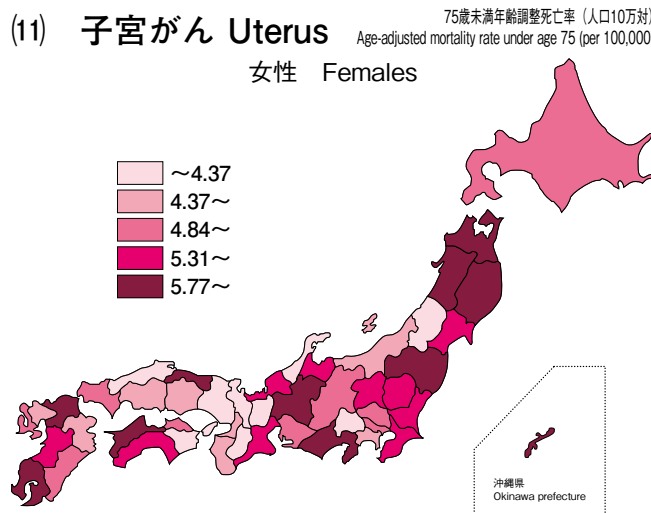 ⑾ 子宮がん Uterus
75歳未満年齢調整死亡率（人口10万対）
Age-adjusted mortality rate under age 75 (per 100,000
女性 Females
～4.37
4.37～
4.84～
5.31～
5.77～
沖縄県
Okinawa prefecture